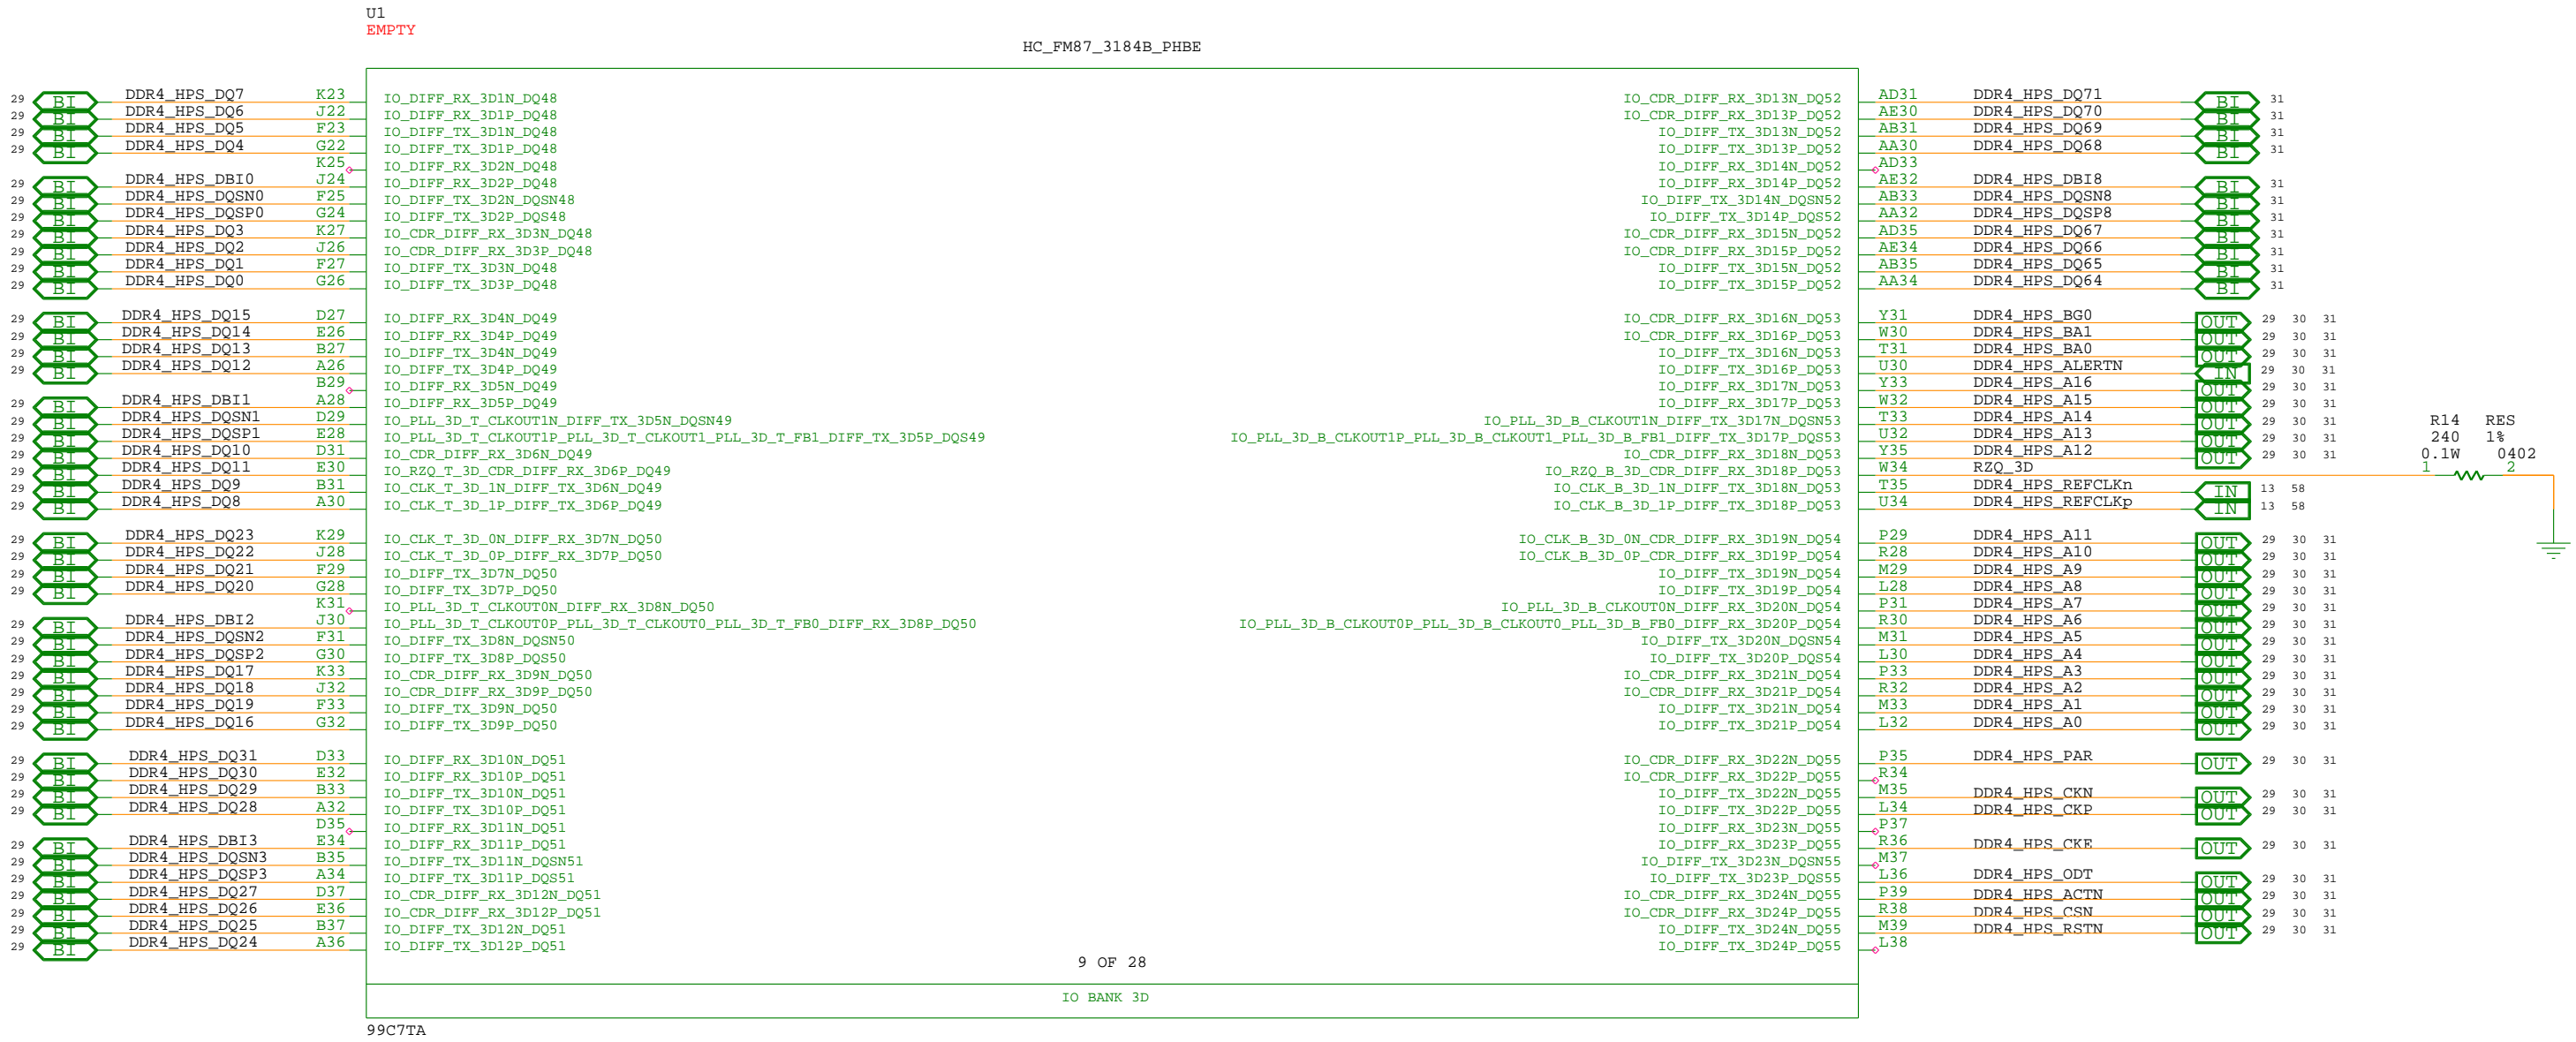 U1
EMPTY
HC_FM87_3184B_PHBE
29 BI DDR4_HPS_DQ7 K23 IO_DIFF_RX_3D1N_DQ48 IO_CDR_DIFF_RX_3D13N_DQ52 AD31 DDR4_HPS_DQ71 BI 31
29 BI DDR4_HPS_DQ6 J22 IO_DIFF_RX_3D1P_DQ48 IO_CDR_DIFF_RX_3D13P_DQ52 AE30 DDR4_HPS_DQ70 BI 31
29 BI DDR4_HPS_DQ5 F23 IO_DIFF_TX_3D1N_DQ48 IO_DIFF_TX_3D13N_DQ52 AB31 DDR4_HPS_DQ69 BI 31
29 BI DDR4_HPS_DQ4 G22 IO_DIFF_TX_3D1P_DQ48 IO_DIFF_TX_3D13P_DQ52 AA30 DDR4_HPS_DQ68 BI 31
K25 IO_DIFF_RX_3D2N_DQ48 IO_DIFF_RX_3D14N_DQ52 AD33
29 BI DDR4_HPS_DBI0 J24 IO_DIFF_RX_3D2P_DQ48 IO_DIFF_RX_3D14P_DQ52 AE32 DDR4_HPS_DBI8 BI 31
29 BI DDR4_HPS_DQSN0 F25 IO_DIFF_TX_3D2N_DQSN48 IO_DIFF_TX_3D14N_DQSN52 AB33 DDR4_HPS_DQSN8 BI 31
29 BI DDR4_HPS_DQSP0 G24 IO_DIFF_TX_3D2P_DQS48 IO_DIFF_TX_3D14P_DQS52 AA32 DDR4_HPS_DQSP8 BI 31
29 BI DDR4_HPS_DQ3 K27 IO_CDR_DIFF_RX_3D3N_DQ48 IO_CDR_DIFF_RX_3D15N_DQ52 AD35 DDR4_HPS_DQ67 BI 31
29 BI DDR4_HPS_DQ2 J26 IO_CDR_DIFF_RX_3D3P_DQ48 IO_CDR_DIFF_RX_3D15P_DQ52 AE34 DDR4_HPS_DQ66 BI 31
29 BI DDR4_HPS_DQ1 F27 IO_DIFF_TX_3D3N_DQ48 IO_DIFF_TX_3D15N_DQ52 AB35 DDR4_HPS_DQ65 BI 31
29 BI DDR4_HPS_DQ0 G26 IO_DIFF_TX_3D3P_DQ48 IO_DIFF_TX_3D15P_DQ52 AA34 DDR4_HPS_DQ64 BI 31
29 BI DDR4_HPS_DQ15 D27 IO_DIFF_RX_3D4N_DQ49 IO_CDR_DIFF_RX_3D16N_DQ53 Y31 DDR4_HPS_BG0 OUT 29 30 31
29 BI DDR4_HPS_DQ14 E26 IO_DIFF_RX_3D4P_DQ49 IO_CDR_DIFF_RX_3D16P_DQ53 W30 DDR4_HPS_BA1 OUT 29 30 31
29 BI DDR4_HPS_DQ13 B27 IO_DIFF_TX_3D4N_DQ49 IO_DIFF_TX_3D16N_DQ53 T31 DDR4_HPS_BA0 OUT 29 30 31
29 BI DDR4_HPS_DQ12 A26 IO_DIFF_TX_3D4P_DQ49 IO_DIFF_TX_3D16P_DQ53 U30 DDR4_HPS_ALERTN IN 29 30 31
B29 IO_DIFF_RX_3D5N_DQ49 IO_DIFF_RX_3D17N_DQ53 Y33 DDR4_HPS_A16 OUT 29 30 31
29 BI DDR4_HPS_DBI1 A28 IO_DIFF_RX_3D5P_DQ49 IO_DIFF_RX_3D17P_DQ53 W32 DDR4_HPS_A15 OUT 29 30 31
29 BI DDR4_HPS_DQSN1 D29 IO_PLL_3D_T_CLKOUT1N_DIFF_TX_3D5N_DQSN49 IO_PLL_3D_B_CLKOUT1N_DIFF_TX_3D17N_DQSN53 T33 DDR4_HPS_A14 OUT 29 30 31 R14 RES
29 BI DDR4_HPS_DQSP1 E28 IO_PLL_3D_T_CLKOUT1P_PLL_3D_T_CLKOUT1_PLL_3D_T_FB1_DIFF_TX_3D5P_DQS49 IO_PLL_3D_B_CLKOUT1P_PLL_3D_B_CLKOUT1_PLL_3D_B_FB1_DIFF_TX_3D17P_DQS53 U32 DDR4_HPS_A13 OUT 29 30 31 240 1%
29 BI DDR4_HPS_DQ10 D31 IO_CDR_DIFF_RX_3D6N_DQ49 IO_CDR_DIFF_RX_3D18N_DQ53 Y35 DDR4_HPS_A12 OUT 29 30 31 0.1W 0402
29 BI DDR4_HPS_DQ11 E30 IO_RZQ_T_3D_CDR_DIFF_RX_3D6P_DQ49 IO_RZQ_B_3D_CDR_DIFF_RX_3D18P_DQ53 W34 RZQ_3D 1 2
29 BI DDR4_HPS_DQ9 B31 IO_CLK_T_3D_1N_DIFF_TX_3D6N_DQ49 IO_CLK_B_3D_1N_DIFF_TX_3D18N_DQ53 T35 DDR4_HPS_REFCLKn IN 13 58
29 BI DDR4_HPS_DQ8 A30 IO_CLK_T_3D_1P_DIFF_TX_3D6P_DQ49 IO_CLK_B_3D_1P_DIFF_TX_3D18P_DQ53 U34 DDR4_HPS_REFCLKp IN 13 58
29 BI DDR4_HPS_DQ23 K29 IO_CLK_T_3D_0N_DIFF_RX_3D7N_DQ50 IO_CLK_B_3D_0N_CDR_DIFF_RX_3D19N_DQ54 P29 DDR4_HPS_A11 OUT 29 30 31
29 BI DDR4_HPS_DQ22 J28 IO_CLK_T_3D_0P_DIFF_RX_3D7P_DQ50 IO_CLK_B_3D_0P_CDR_DIFF_RX_3D19P_DQ54 R28 DDR4_HPS_A10 OUT 29 30 31
29 BI DDR4_HPS_DQ21 F29 IO_DIFF_TX_3D7N_DQ50 IO_DIFF_TX_3D19N_DQ54 M29 DDR4_HPS_A9 OUT 29 30 31
29 BI DDR4_HPS_DQ20 G28 IO_DIFF_TX_3D7P_DQ50 IO_DIFF_TX_3D19P_DQ54 L28 DDR4_HPS_A8 OUT 29 30 31
K31 IO_PLL_3D_T_CLKOUT0N_DIFF_RX_3D8N_DQ50 IO_PLL_3D_B_CLKOUT0N_DIFF_RX_3D20N_DQ54 P31 DDR4_HPS_A7 OUT 29 30 31
29 BI DDR4_HPS_DBI2 J30 IO_PLL_3D_T_CLKOUT0P_PLL_3D_T_CLKOUT0_PLL_3D_T_FB0_DIFF_RX_3D8P_DQ50 IO_PLL_3D_B_CLKOUT0P_PLL_3D_B_CLKOUT0_PLL_3D_B_FB0_DIFF_RX_3D20P_DQ54 R30 DDR4_HPS_A6 OUT 29 30 31
29 BI DDR4_HPS_DQSN2 F31 IO_DIFF_TX_3D8N_DQSN50 IO_DIFF_TX_3D20N_DQSN54 M31 DDR4_HPS_A5 OUT 29 30 31
29 BI DDR4_HPS_DQSP2 G30 IO_DIFF_TX_3D8P_DQS50 IO_DIFF_TX_3D20P_DQS54 L30 DDR4_HPS_A4 OUT 29 30 31
29 BI DDR4_HPS_DQ17 K33 IO_CDR_DIFF_RX_3D9N_DQ50 IO_CDR_DIFF_RX_3D21N_DQ54 P33 DDR4_HPS_A3 OUT 29 30 31
29 BI DDR4_HPS_DQ18 J32 IO_CDR_DIFF_RX_3D9P_DQ50 IO_CDR_DIFF_RX_3D21P_DQ54 R32 DDR4_HPS_A2 OUT 29 30 31
29 BI DDR4_HPS_DQ19 F33 IO_DIFF_TX_3D9N_DQ50 IO_DIFF_TX_3D21N_DQ54 M33 DDR4_HPS_A1 OUT 29 30 31
29 BI DDR4_HPS_DQ16 G32 IO_DIFF_TX_3D9P_DQ50 IO_DIFF_TX_3D21P_DQ54 L32 DDR4_HPS_A0 OUT 29 30 31
29 BI DDR4_HPS_DQ31 D33 IO_DIFF_RX_3D10N_DQ51 IO_CDR_DIFF_RX_3D22N_DQ55 P35 DDR4_HPS_PAR OUT 29 30 31
29 BI DDR4_HPS_DQ30 E32 IO_DIFF_RX_3D10P_DQ51 IO_CDR_DIFF_RX_3D22P_DQ55 R34
29 BI DDR4_HPS_DQ29 B33 IO_DIFF_TX_3D10N_DQ51 IO_DIFF_TX_3D22N_DQ55 M35 DDR4_HPS_CKN OUT 29 30 31
29 BI DDR4_HPS_DQ28 A32 IO_DIFF_TX_3D10P_DQ51 IO_DIFF_TX_3D22P_DQ55 L34 DDR4_HPS_CKP OUT 29 30 31
D35 IO_DIFF_RX_3D11N_DQ51 IO_DIFF_RX_3D23N_DQ55 P37
29 BI DDR4_HPS_DBI3 E34 IO_DIFF_RX_3D11P_DQ51 IO_DIFF_RX_3D23P_DQ55 R36 DDR4_HPS_CKE OUT 29 30 31
29 BI DDR4_HPS_DQSN3 B35 IO_DIFF_TX_3D11N_DQSN51 IO_DIFF_TX_3D23N_DQSN55 M37
29 BI DDR4_HPS_DQSP3 A34 IO_DIFF_TX_3D11P_DQS51 IO_DIFF_TX_3D23P_DQS55 L36 DDR4_HPS_ODT OUT 29 30 31
29 BI DDR4_HPS_DQ27 D37 IO_CDR_DIFF_RX_3D12N_DQ51 IO_CDR_DIFF_RX_3D24N_DQ55 P39 DDR4_HPS_ACTN OUT 29 30 31
29 BI DDR4_HPS_DQ26 E36 IO_CDR_DIFF_RX_3D12P_DQ51 IO_CDR_DIFF_RX_3D24P_DQ55 R38 DDR4_HPS_CSN OUT 29 30 31
29 BI DDR4_HPS_DQ25 B37 IO_DIFF_TX_3D12N_DQ51 IO_DIFF_TX_3D24N_DQ55 M39 DDR4_HPS_RSTN OUT 29 30 31
29 BI DDR4_HPS_DQ24 A36 IO_DIFF_TX_3D12P_DQ51 IO_DIFF_TX_3D24P_DQ55 L38
9 OF 28
IO BANK 3D
99C7TA